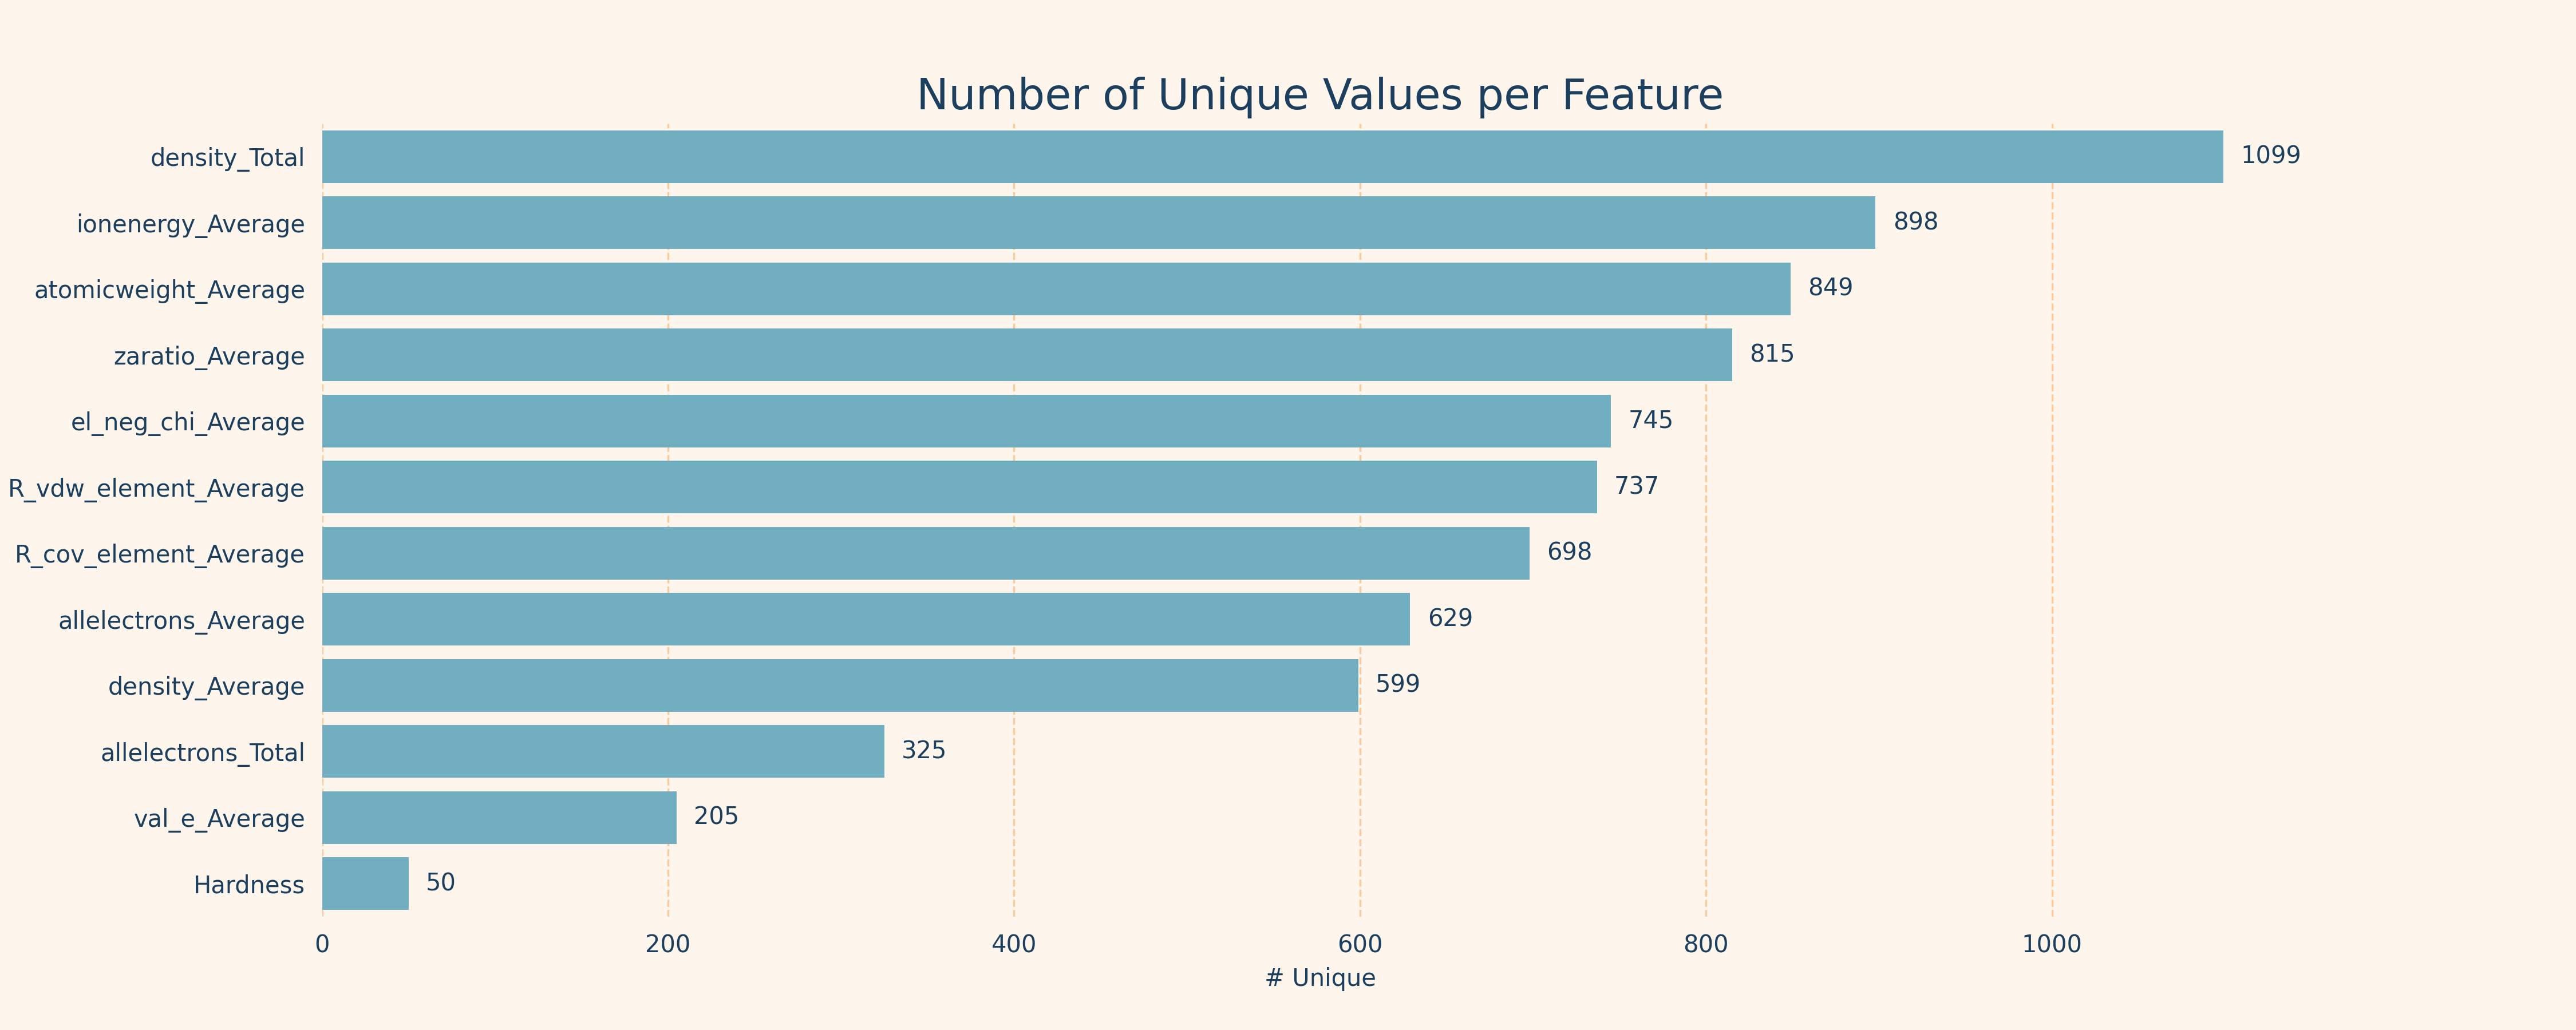 Number of Unique Values per Feature
density_Total 1099
ionenergy_Average 898
atomicweight_Average 849
zaratio_Average 815
el_neg_chi_Average 745
R_vdw_element_Average 737
R_cov_element_Average 698
allelectrons_Average 629
density_Average 599
allelectrons_Total 325
val_e_Average 205
Hardness 50
0 200 400 600 800 1000
# Unique